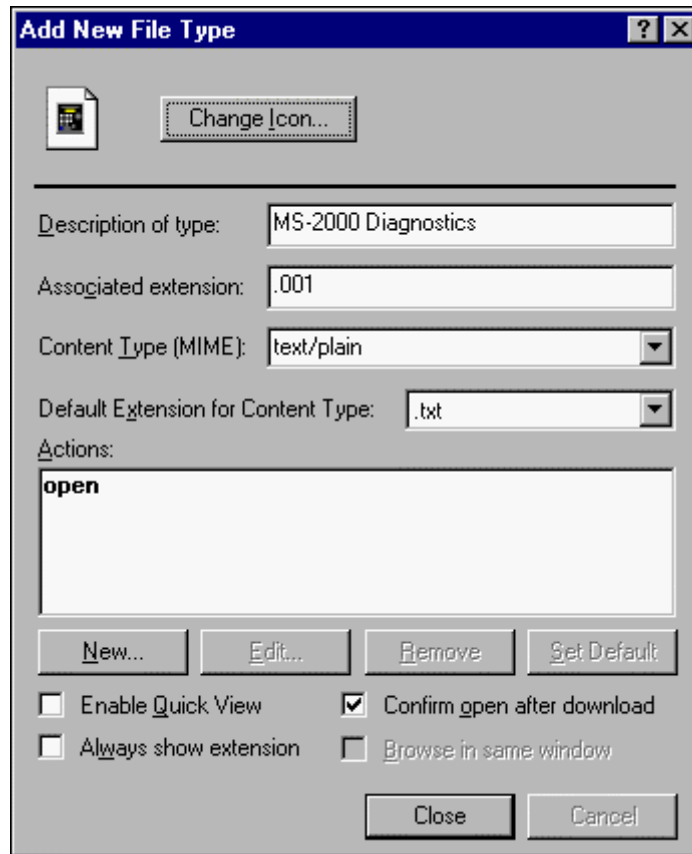 Add New File Type
Change Icon...
Description of type: MS-2000 Diagnostics
Associated extension: .001
Content Type (MIME): text/plain
Default Extension for Content Type: .txt
Actions:
open
New... Edit... Remove Set Default
Enable Quick View Confirm open after download
Always show extension Browse in same window
Close Cancel